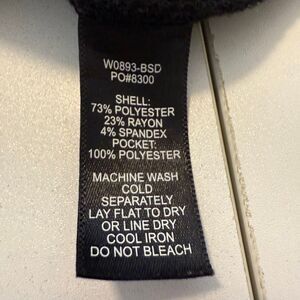 W0893-BSD
PO#8300
SHELL:
73% POLYESTER
23% RAYON
4% SPANDEX
POCKET:
100% POLYESTER
MACHINE WASH
COLD
SEPARATELY
LAY FLAT TO DRY
OR LINE DRY
COOL IRON
DO NOT BLEACH